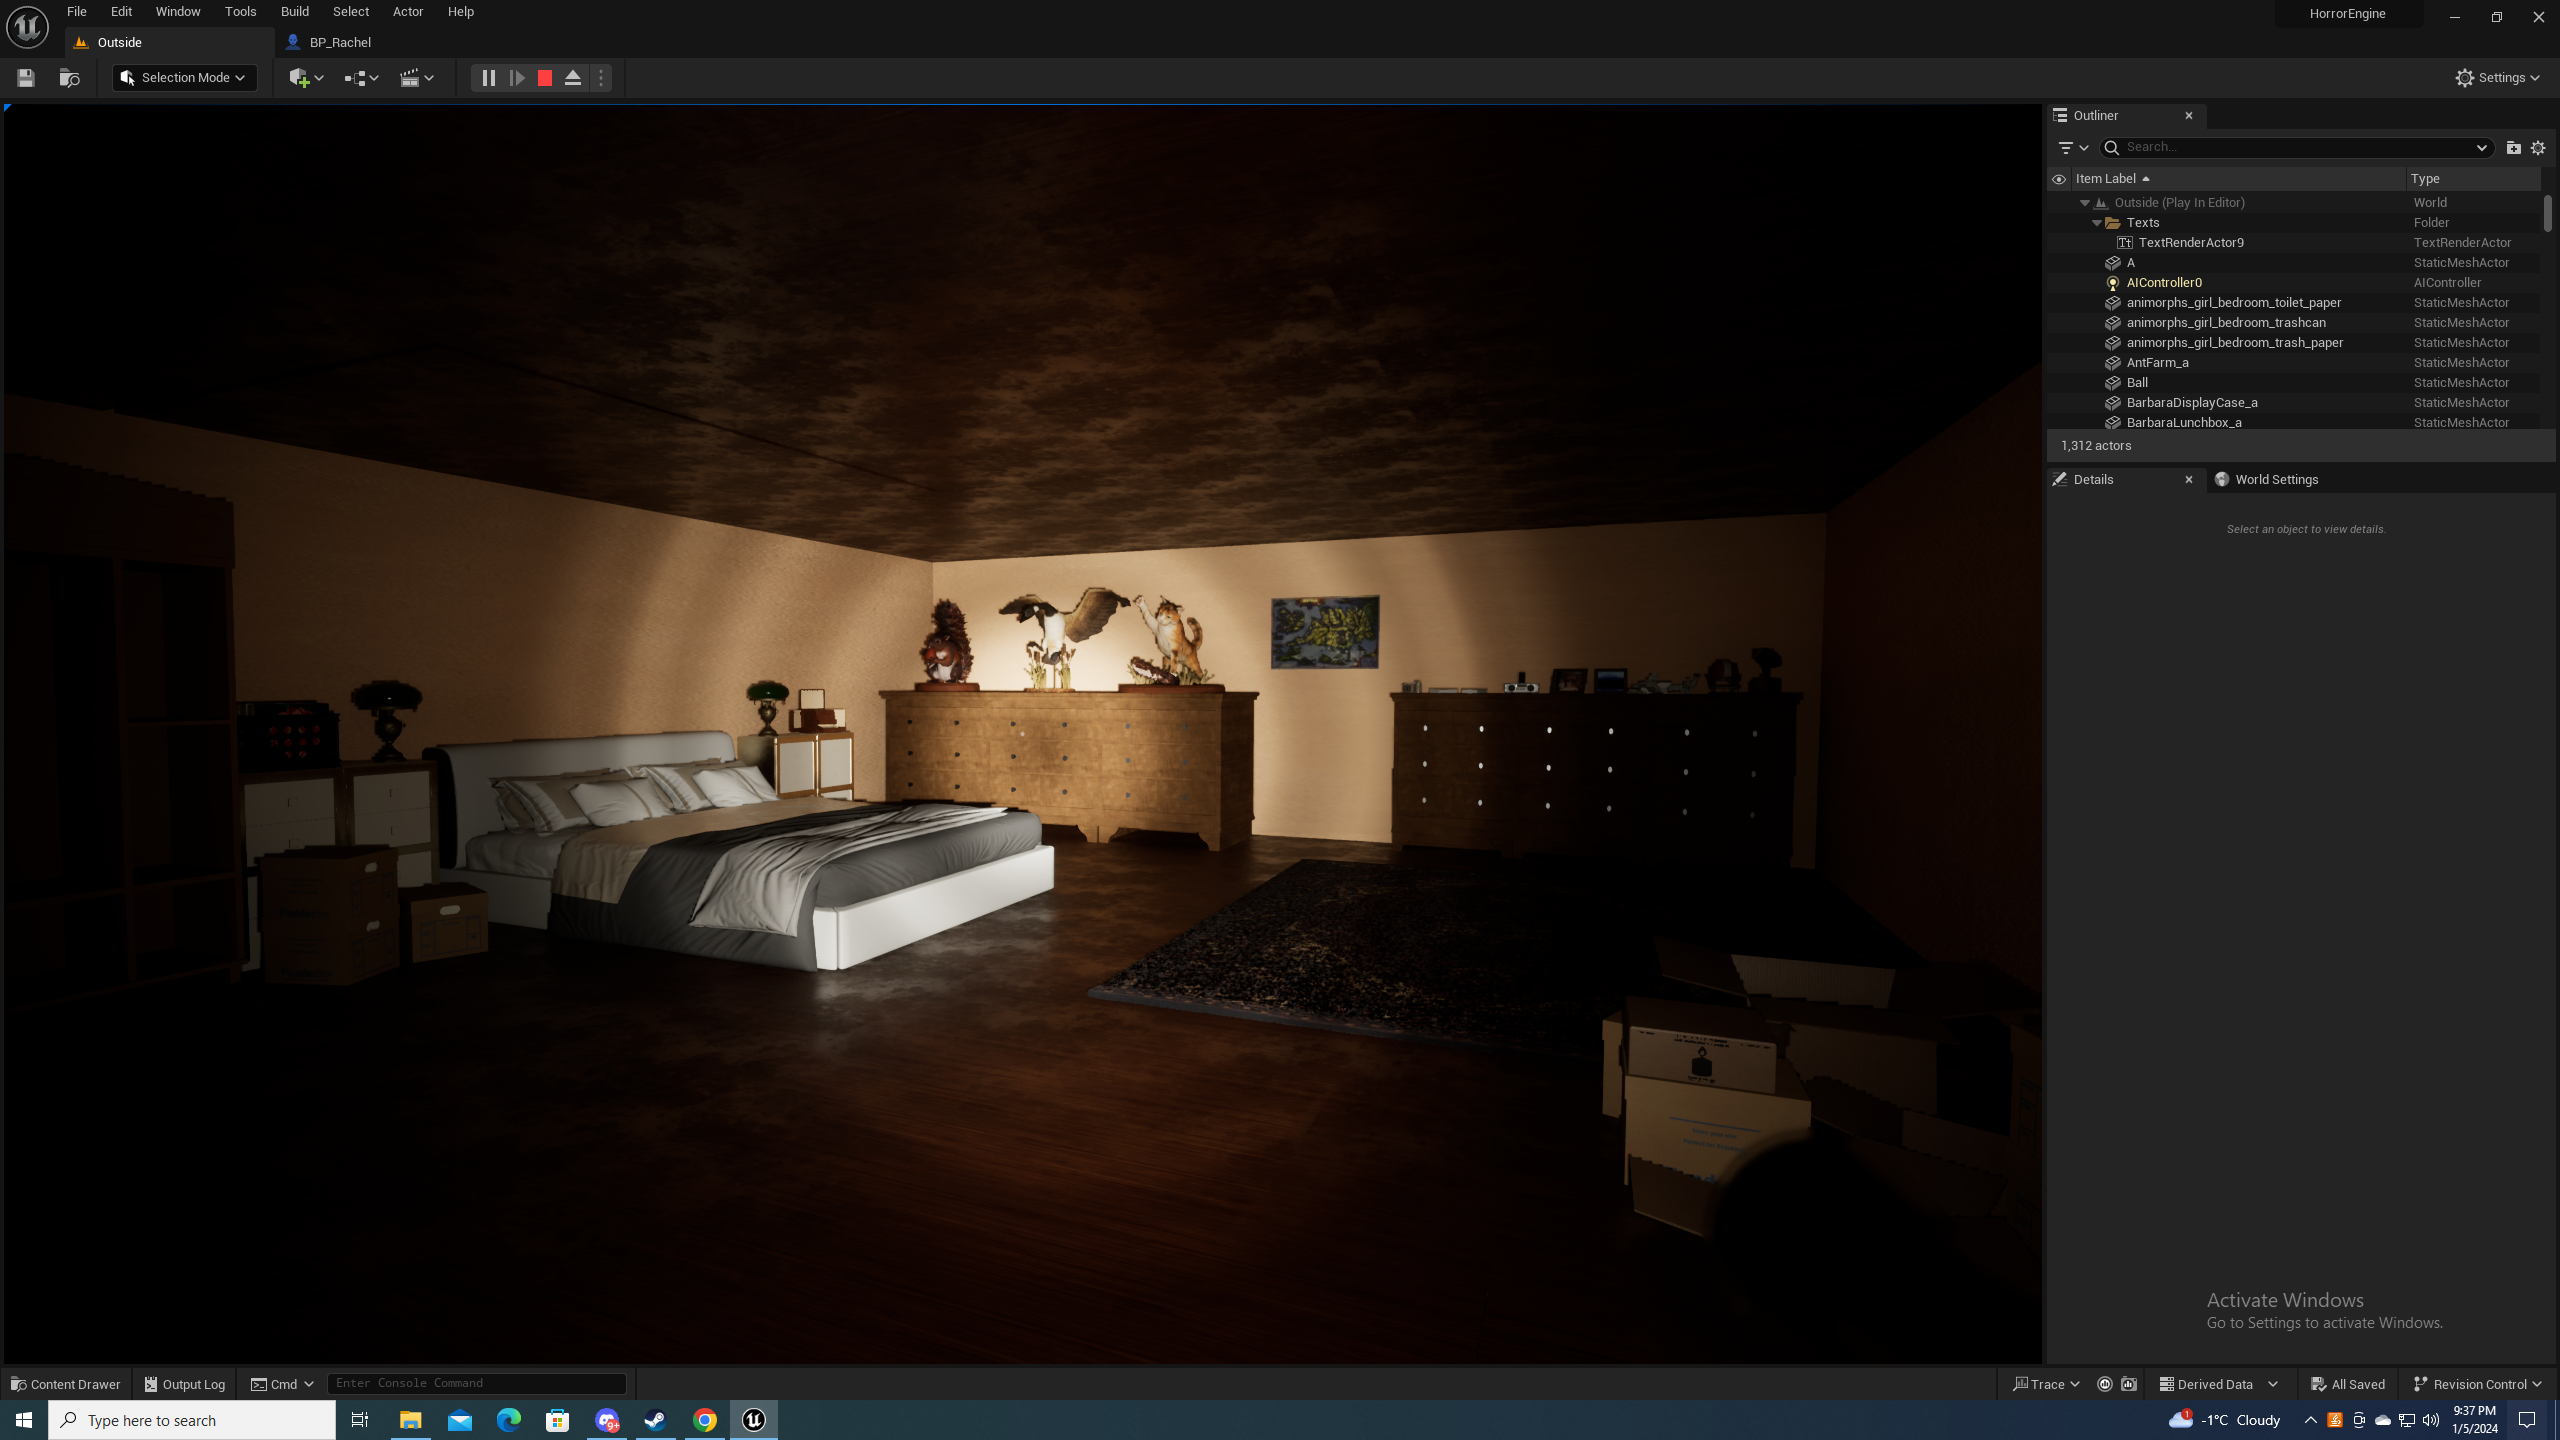 File Edit Window Tools Build Select Actor Help
HorrorEngine
Outside
BP_Rachel
Selection Mode
Settings
Outliner
Search...
Item Label
Type
Outside (Play In Editor) World
Texts Folder
TextRenderActor9 TextRenderActor
A StaticMeshActor
AIController0 AIController
animorphs_girl_bedroom_toilet_paper StaticMeshActor
animorphs_girl_bedroom_trashcan StaticMeshActor
animorphs_girl_bedroom_trash_paper StaticMeshActor
AntFarm_a StaticMeshActor
Ball StaticMeshActor
BarbaraDisplayCase_a StaticMeshActor
BarbaraLunchbox_a StaticMeshActor
1,312 actors
Details
World Settings
Select an object to view details.
Activate Windows
Go to Settings to activate Windows.
Content Drawer
Output Log
Cmd
Enter Console Command
Trace
Derived Data
All Saved
Revision Control
Type here to search
9+
1
-1°C Cloudy
9:37 PM
1/5/2024